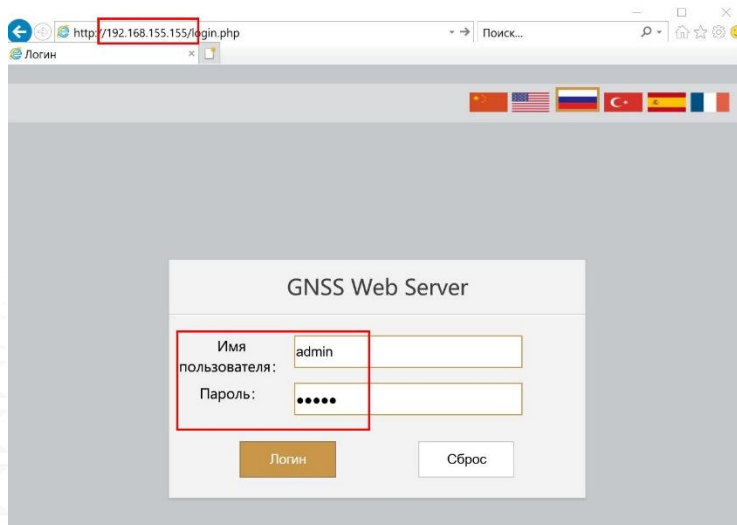 http://192.168.155.155/login.php
Поиск...
Логин
GNSS Web Server
Имя
пользователя:
admin
Пароль:
•••••
Логин
Сброс